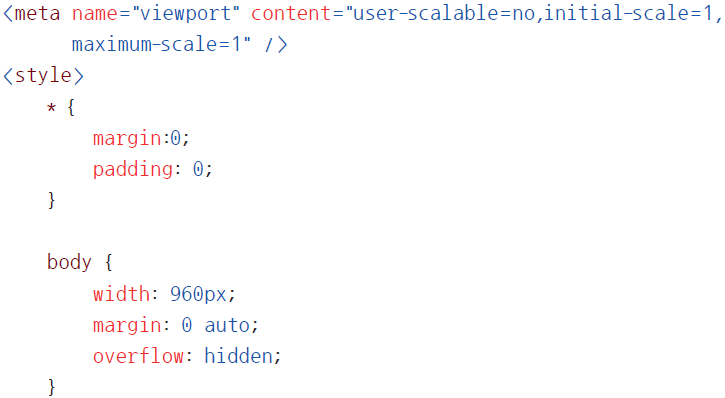 <meta name="viewport" content="user-scalable=no,initial-scale=1,
maximum-scale=1" />
<style>
* {
margin:0;
padding: 0;
}
body {
width: 960px;
margin: 0 auto;
overflow: hidden;
}